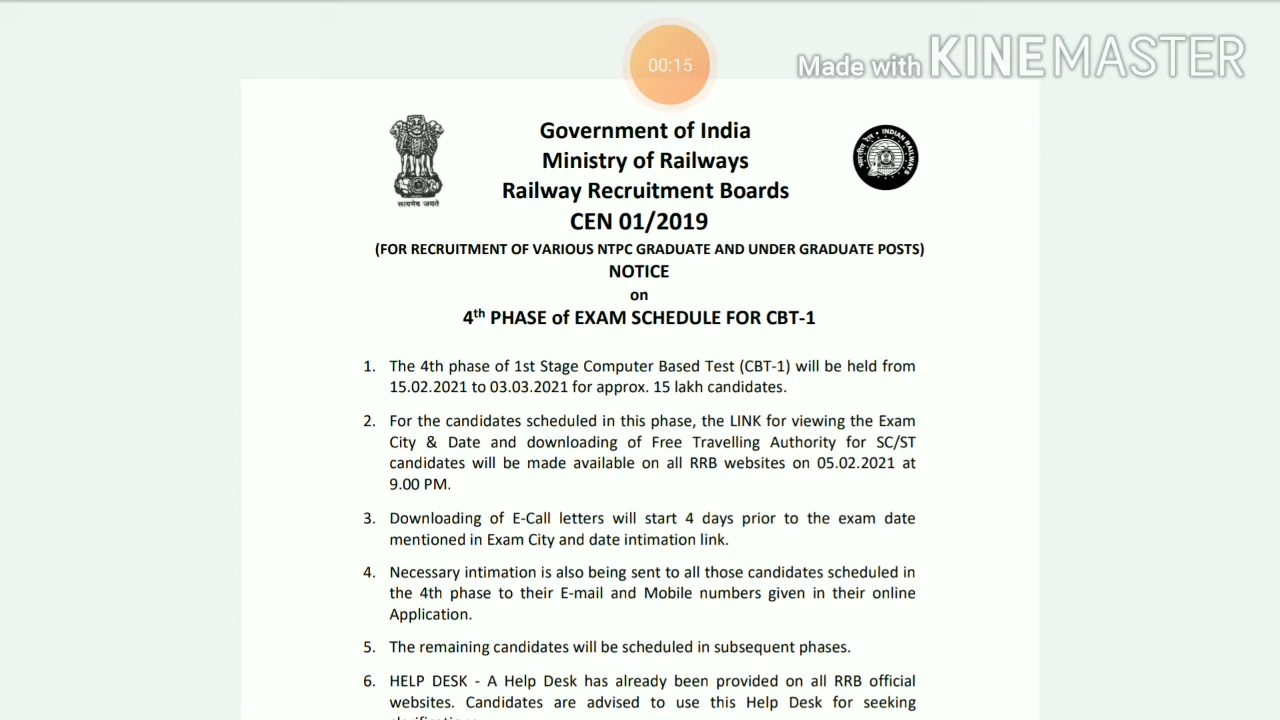 00:15
Made with KINEMASTER
Government of India
Ministry of Railways
Railway Recruitment Boards
CEN 01/2019
(FOR RECRUITMENT OF VARIOUS NTPC GRADUATE AND UNDER GRADUATE POSTS)
NOTICE
on
4th PHASE of EXAM SCHEDULE FOR CBT-1
सत्यमेव जयते
भारतीय रेल • INDIAN RAILWAYS
1. The 4th phase of 1st Stage Computer Based Test (CBT-1) will be held from
15.02.2021 to 03.03.2021 for approx. 15 lakh candidates.
2. For the candidates scheduled in this phase, the LINK for viewing the Exam
City & Date and downloading of Free Travelling Authority for SC/ST
candidates will be made available on all RRB websites on 05.02.2021 at
9.00 PM.
3. Downloading of E-Call letters will start 4 days prior to the exam date
mentioned in Exam City and date intimation link.
4. Necessary intimation is also being sent to all those candidates scheduled in
the 4th phase to their E-mail and Mobile numbers given in their online
Application.
5. The remaining candidates will be scheduled in subsequent phases.
6. HELP DESK - A Help Desk has already been provided on all RRB official
websites. Candidates are advised to use this Help Desk for seeking